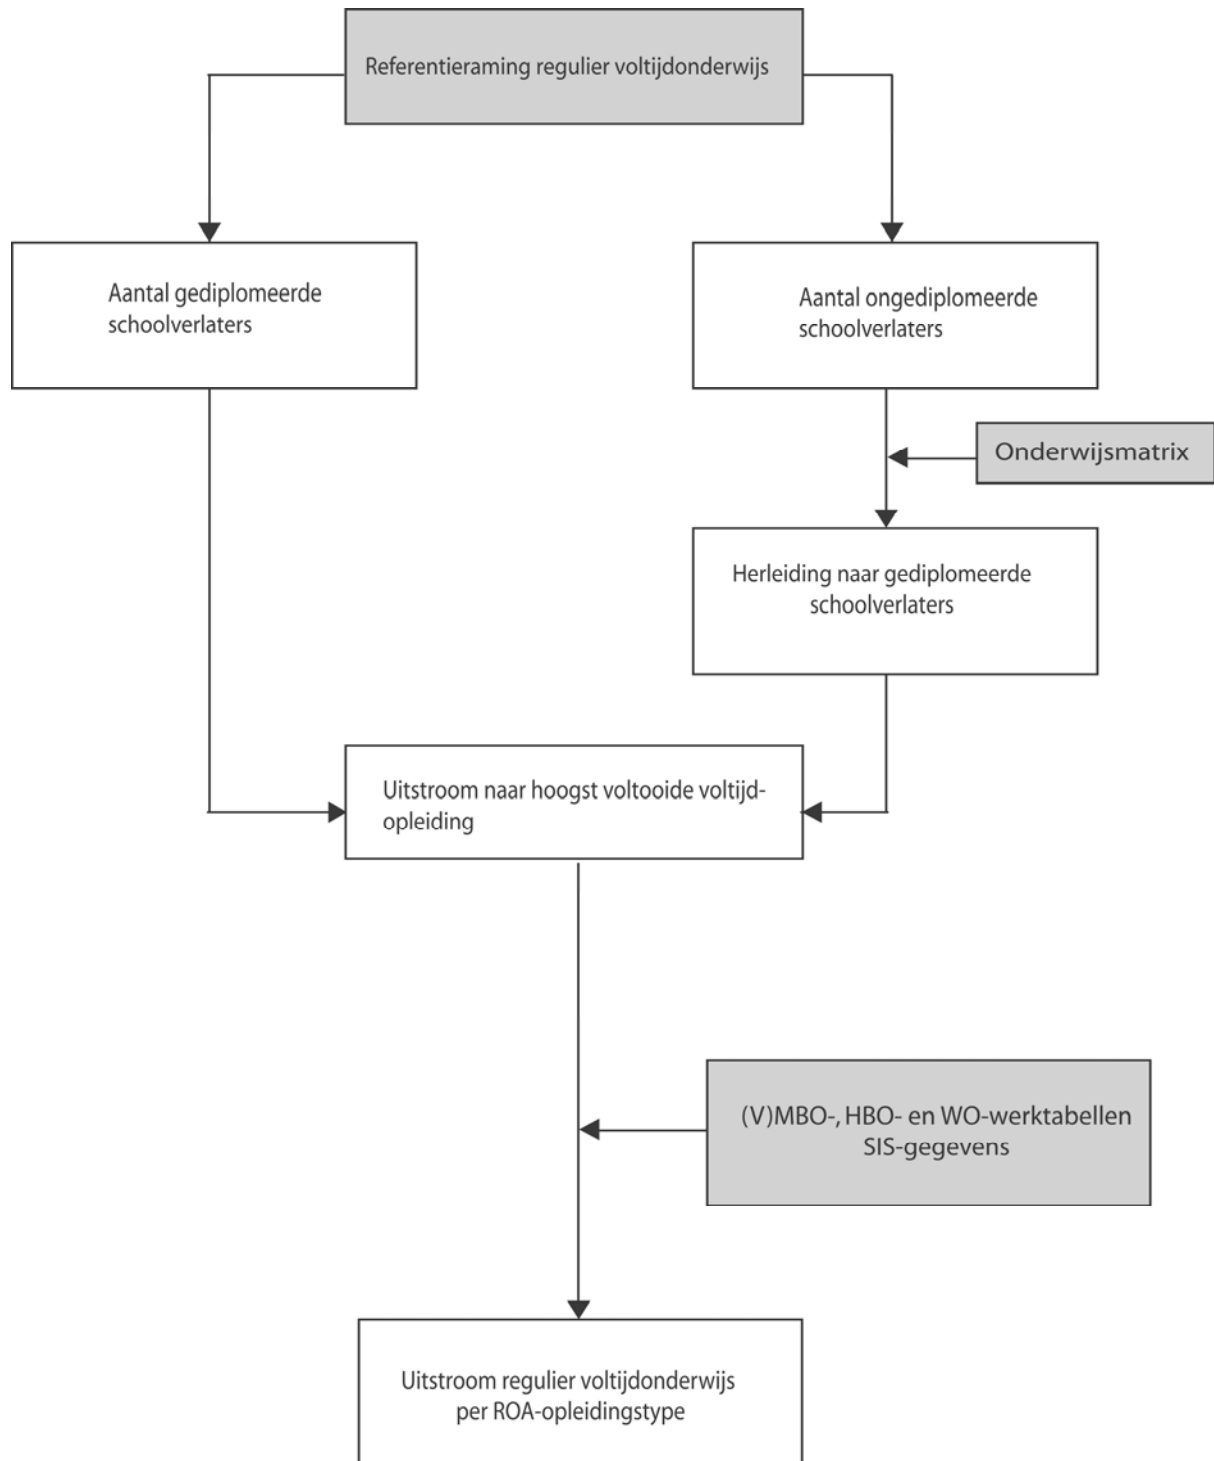 Referentieraming regulier voltijdonderwijs
Aantal gediplomeerde
schoolverlaters
Aantal ongediplomeerde
schoolverlaters
Onderwijsmatrix
Herleiding naar gediplomeerde
schoolverlaters
Uitstroom naar hoogst voltooide voltijd-
opleiding
(V)MBO-, HBO- en WO-werktabellen
SIS-gegevens
Uitstroom regulier voltijdonderwijs
per ROA-opleidingstype